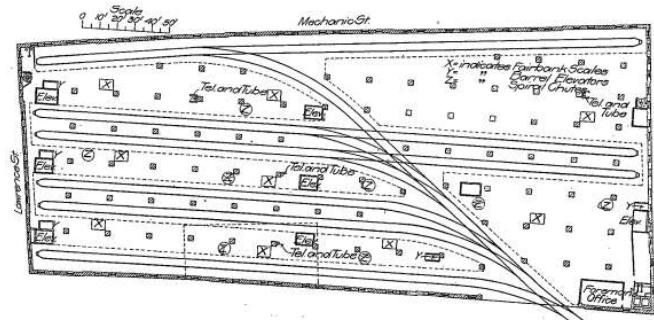 Scale
0 10' 20' 30' 40' 50'
Mechanic St.
X = indicates Fairbank Scales
Y = " Barrel Elevators
Z = " Spiral Chutes
Tel. and Tube
Tel. and Tube
Y
X
X
Elev.
Z
Z
Elev.
X
Lawrence St.
Z
X
Y
Elev.
Tel. and Tube
Z
X
Elev.
Z
Z
Z
Y
Elev.
X
Y
X
Elev.
Elev.
X
Z
X
Tel. and Tube
Z
Y
Foreman's
Office